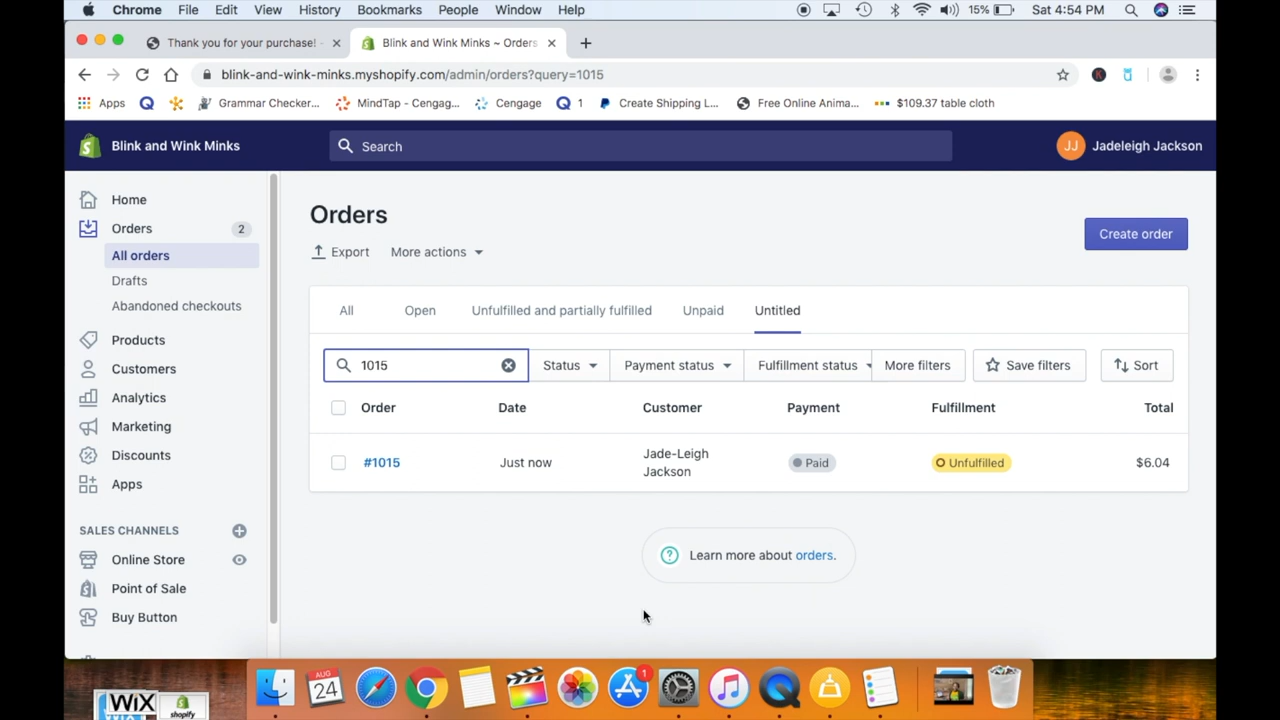 Chrome File Edit View History Bookmarks People Window Help 15% Sat 4:54 PM
Thank you for your purchase! - Blink and Wink Minks ~ Orders
blink-and-wink-minks.myshopify.com/admin/orders?query=1015
Apps Grammar Checker... MindTap - Cengag... Cengage 1 Create Shipping L... Free Online Anima... $109.37 table cloth
Blink and Wink Minks Search JJ Jadeleigh Jackson
Home
Orders 2
All orders
Drafts
Abandoned checkouts
Products
Customers
Analytics
Marketing
Discounts
Apps
SALES CHANNELS
Online Store
Point of Sale
Buy Button
Orders
Export More actions
Create order
All Open Unfulfilled and partially fulfilled Unpaid Untitled
1015 Status Payment status Fulfillment status More filters Save filters Sort
Order Date Customer Payment Fulfillment Total
#1015 Just now Jade-Leigh Paid Unfulfilled $6.04
Jackson
Learn more about orders.
AUG
24
1
WiX
shopify